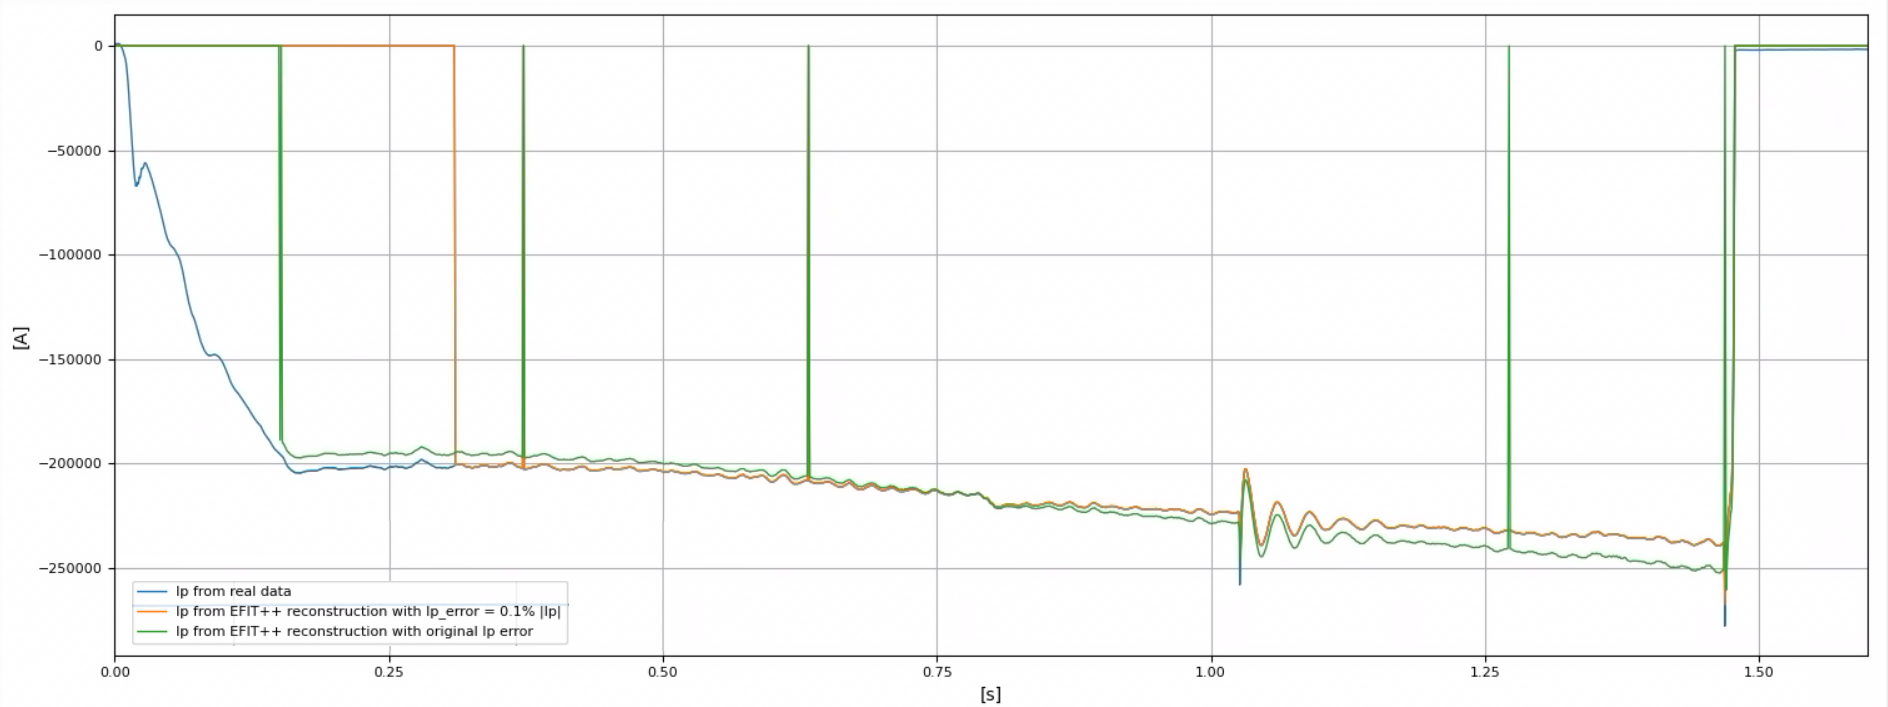 0
−50000
−100000
−150000
−200000
−250000
[A]
Ip from real data
Ip from EFIT++ reconstruction with Ip_error = 0.1% |Ip|
Ip from EFIT++ reconstruction with original Ip error
0.00 0.25 0.50 0.75 1.00 1.25 1.50
[s]